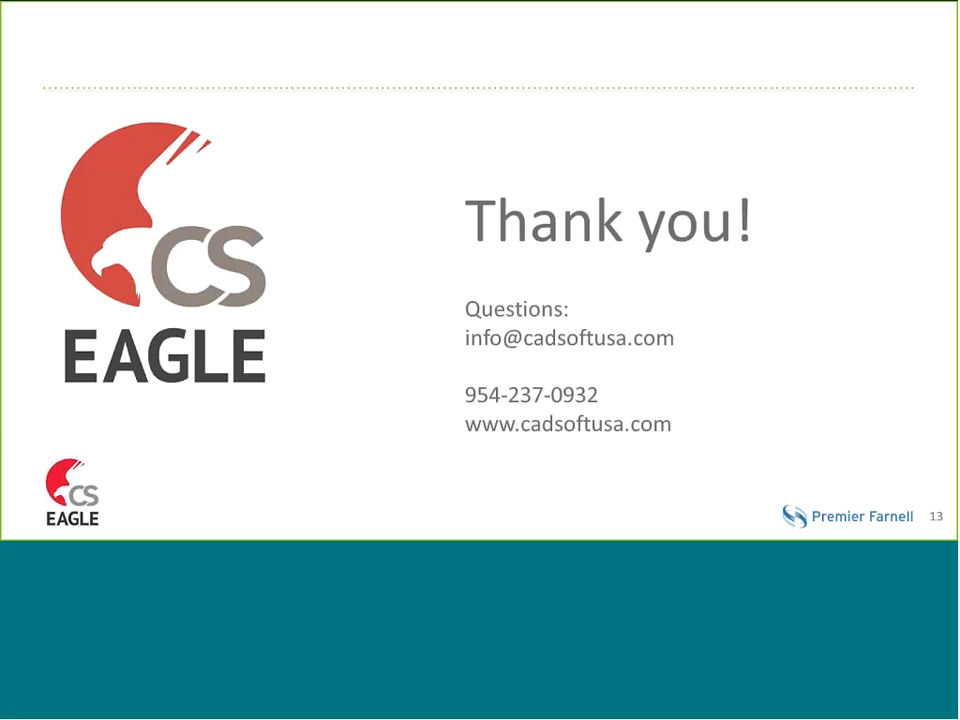 CS
EAGLE
Thank you!
Questions:
info@cadsoftusa.com
954-237-0932
www.cadsoftusa.com
CS
EAGLE
Premier Farnell
13